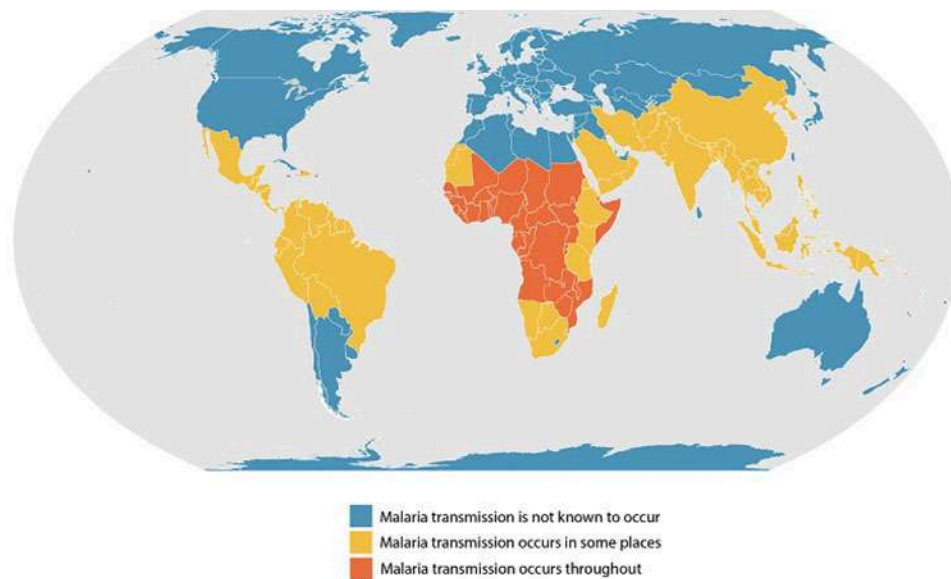 Malaria transmission is not known to occur
Malaria transmission occurs in some places
Malaria transmission occurs throughout